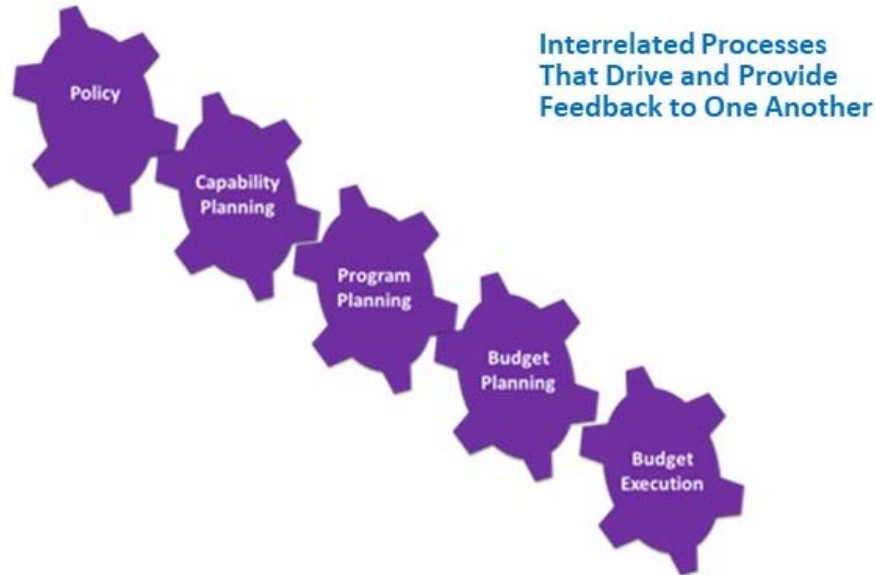 Interrelated Processes
That Drive and Provide
Feedback to One Another
Policy
Capability
Planning
Program
Planning
Budget
Planning
Budget
Execution